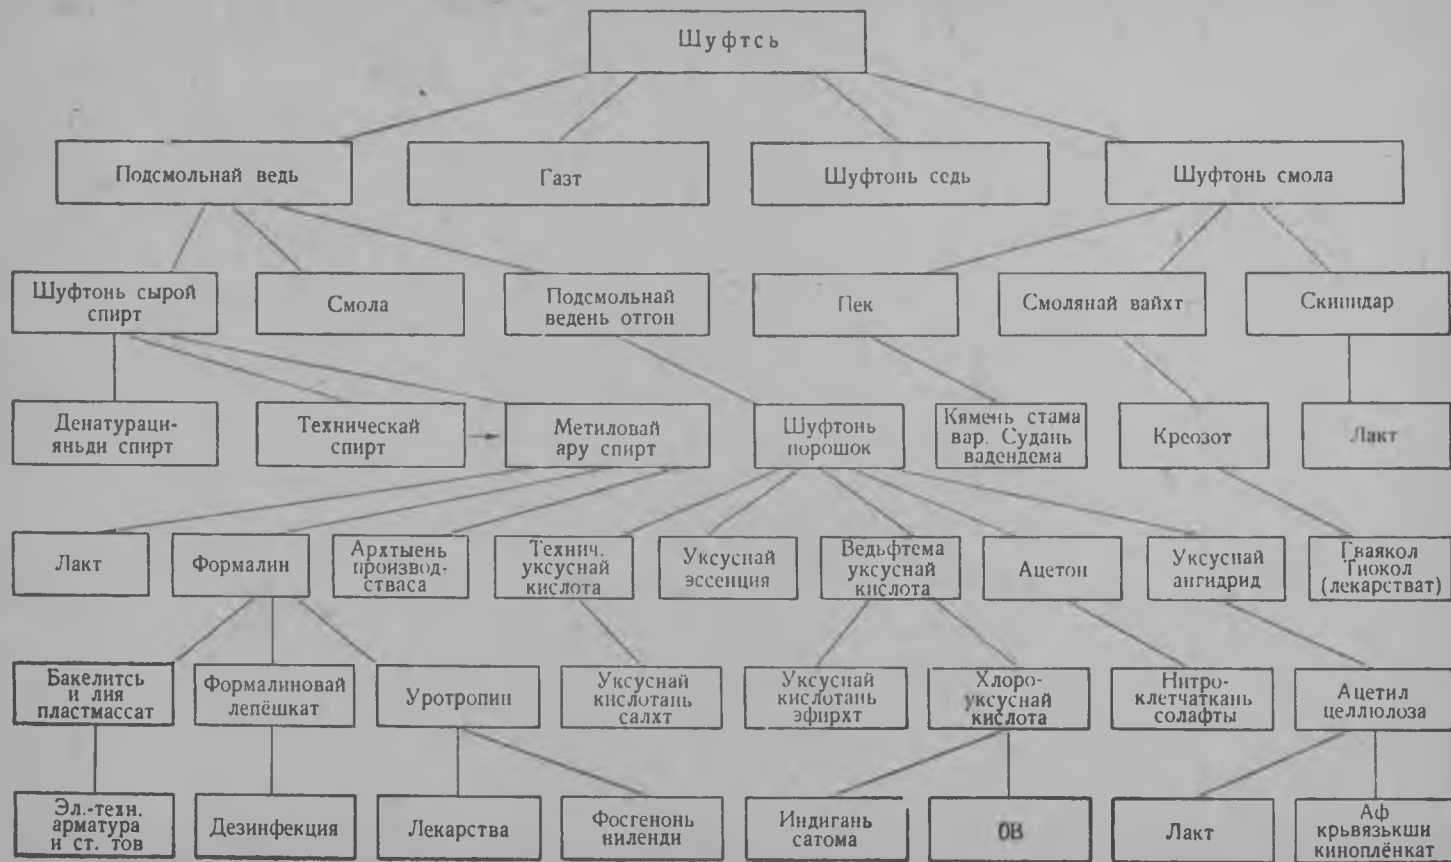 Шуфтсь
Подсмольнай ведь
Газт
Шуфтонь седь
Шуфтонь смола
Шуфтонь сырой
спирт
Смола
Подсмольнай
ведень отгон
Пек
Смолянай вайхт
Скипидар
Денатураци-
яньди спирт
Техническай
спирт
Метиловай
ару спирт
Шуфтонь
порошок
Кямень стама
вар. Судань
вадендема
Креозот
Лакт
Лакт
Формалин
Архтыень
производ-
стваса
Технич.
уксуснай
кислота
Уксуснай
эссенция
Ведьфтема
уксуснай
кислота
Ацетон
Уксуснай
ангидрид
Гваякол
Тиокол
(лекарстват)
Бакелитсь
и лия
пластмассат
Формалиновай
лепёшкат
Уротропин
Уксуснай
кислотань
салхт
Уксуснай
кислотань
эфирхт
Хлоро-
уксуснай
кислота
Нитро-
клетчаткань
солафты
Ацетил
целлюлоза
Эл.-техн.
арматура
и ст. тов
Дезинфекция
Лекарства
Фосгенонь
ниленди
Индигань
сатома
ОВ
Лакт
Аф
крьвязькши
киноплёнкат